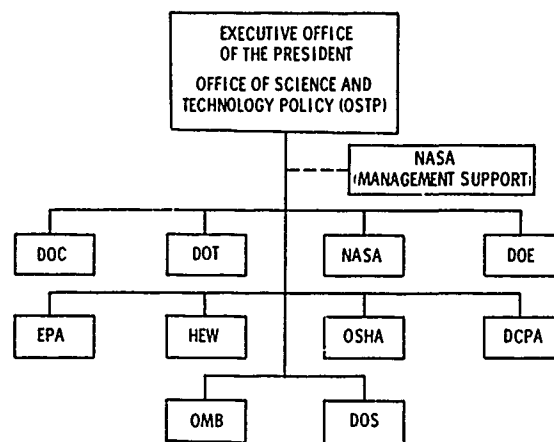 EXECUTIVE OFFICE
OF THE PRESIDENT
OFFICE OF SCIENCE AND
TECHNOLOGY POLICY (OSTP)
NASA
(MANAGEMENT SUPPORT)
DOC DOT NASA DOE
EPA HEW OSHA DCPA
OMB DOS